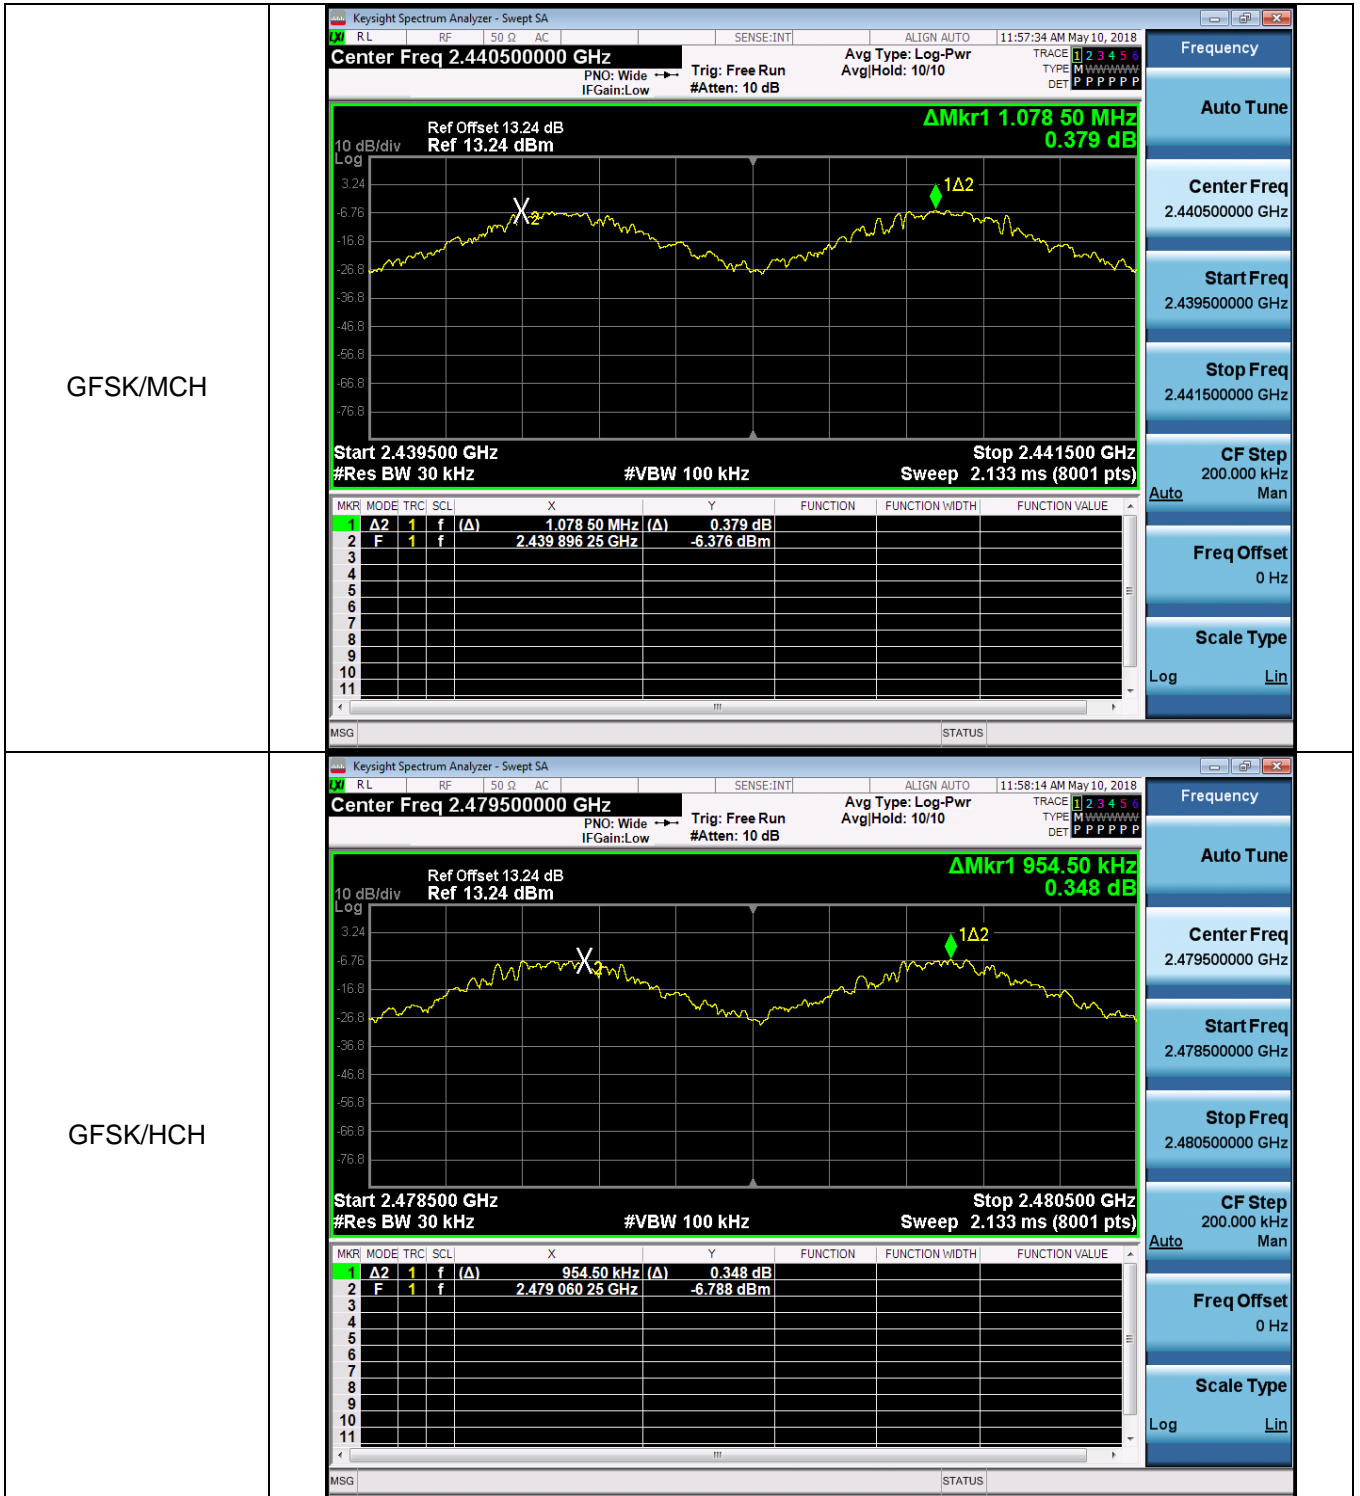 GFSK/MCH
Keysight Spectrum Analyzer - Swept SA
LXI RL RF 50 Ω AC SENSE:INT ALIGN AUTO 11:57:34 AM May 10, 2018
Center Freq 2.440500000 GHz
PNO: Wide
IFGain:Low
Trig: Free Run
#Atten: 10 dB
Avg Type: Log-Pwr
Avg|Hold: 10/10
TRACE 1 2 3 4 5 6
TYPE M WWWWW
DET P P P P P P
ΔMkr1 1.078 50 MHz
0.379 dB
Ref Offset 13.24 dB
10 dB/div Ref 13.24 dBm
Log
3.24
-6.76
-16.8
-26.8
-36.8
-46.8
-56.8
-66.8
-76.8
1Δ2
X2
Start 2.439500 GHz Stop 2.441500 GHz
#Res BW 30 kHz #VBW 100 kHz Sweep 2.133 ms (8001 pts)
MKR MODE TRC SCL X Y FUNCTION FUNCTION WIDTH FUNCTION VALUE
1 Δ2 1 f (Δ) 1.078 50 MHz (Δ) 0.379 dB
2 F 1 f 2.439 896 25 GHz -6.376 dBm
3
4
5
6
7
8
9
10
11
MSG STATUS
Frequency
Auto Tune
Center Freq
2.440500000 GHz
Start Freq
2.439500000 GHz
Stop Freq
2.441500000 GHz
CF Step
200.000 kHz
Auto Man
Freq Offset
0 Hz
Scale Type
Log Lin
GFSK/HCH
Keysight Spectrum Analyzer - Swept SA
LXI RL RF 50 Ω AC SENSE:INT ALIGN AUTO 11:58:14 AM May 10, 2018
Center Freq 2.479500000 GHz
PNO: Wide
IFGain:Low
Trig: Free Run
#Atten: 10 dB
Avg Type: Log-Pwr
Avg|Hold: 10/10
TRACE 1 2 3 4 5 6
TYPE M WWWWW
DET P P P P P P
ΔMkr1 954.50 kHz
0.348 dB
Ref Offset 13.24 dB
10 dB/div Ref 13.24 dBm
Log
3.24
-6.76
-16.8
-26.8
-36.8
-46.8
-56.8
-66.8
-76.8
1Δ2
X2
Start 2.478500 GHz Stop 2.480500 GHz
#Res BW 30 kHz #VBW 100 kHz Sweep 2.133 ms (8001 pts)
MKR MODE TRC SCL X Y FUNCTION FUNCTION WIDTH FUNCTION VALUE
1 Δ2 1 f (Δ) 954.50 kHz (Δ) 0.348 dB
2 F 1 f 2.479 060 25 GHz -6.788 dBm
3
4
5
6
7
8
9
10
11
MSG STATUS
Frequency
Auto Tune
Center Freq
2.479500000 GHz
Start Freq
2.478500000 GHz
Stop Freq
2.480500000 GHz
CF Step
200.000 kHz
Auto Man
Freq Offset
0 Hz
Scale Type
Log Lin